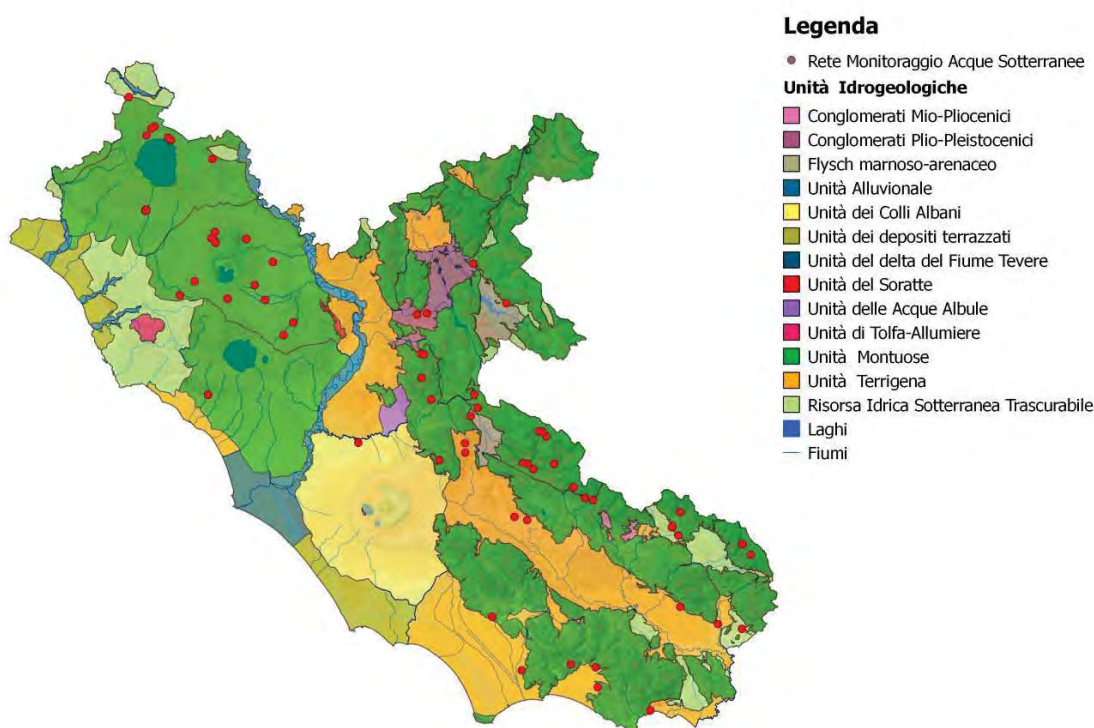 Legenda
Rete Monitoraggio Acque Sotterranee
Unità Idrogeologiche
Conglomerati Mio-Pliocenici
Conglomerati Plio-Pleistocenici
Flysch marnoso-arenaceo
Unità Alluvionale
Unità dei Colli Albani
Unità dei depositi terrazzati
Unità del delta del Fiume Tevere
Unità del Soratte
Unità delle Acque Albule
Unità di Tolfa-Allumiere
Unità Montuose
Unità Terrigena
Risorsa Idrica Sotterranea Trascurabile
Laghi
Fiumi